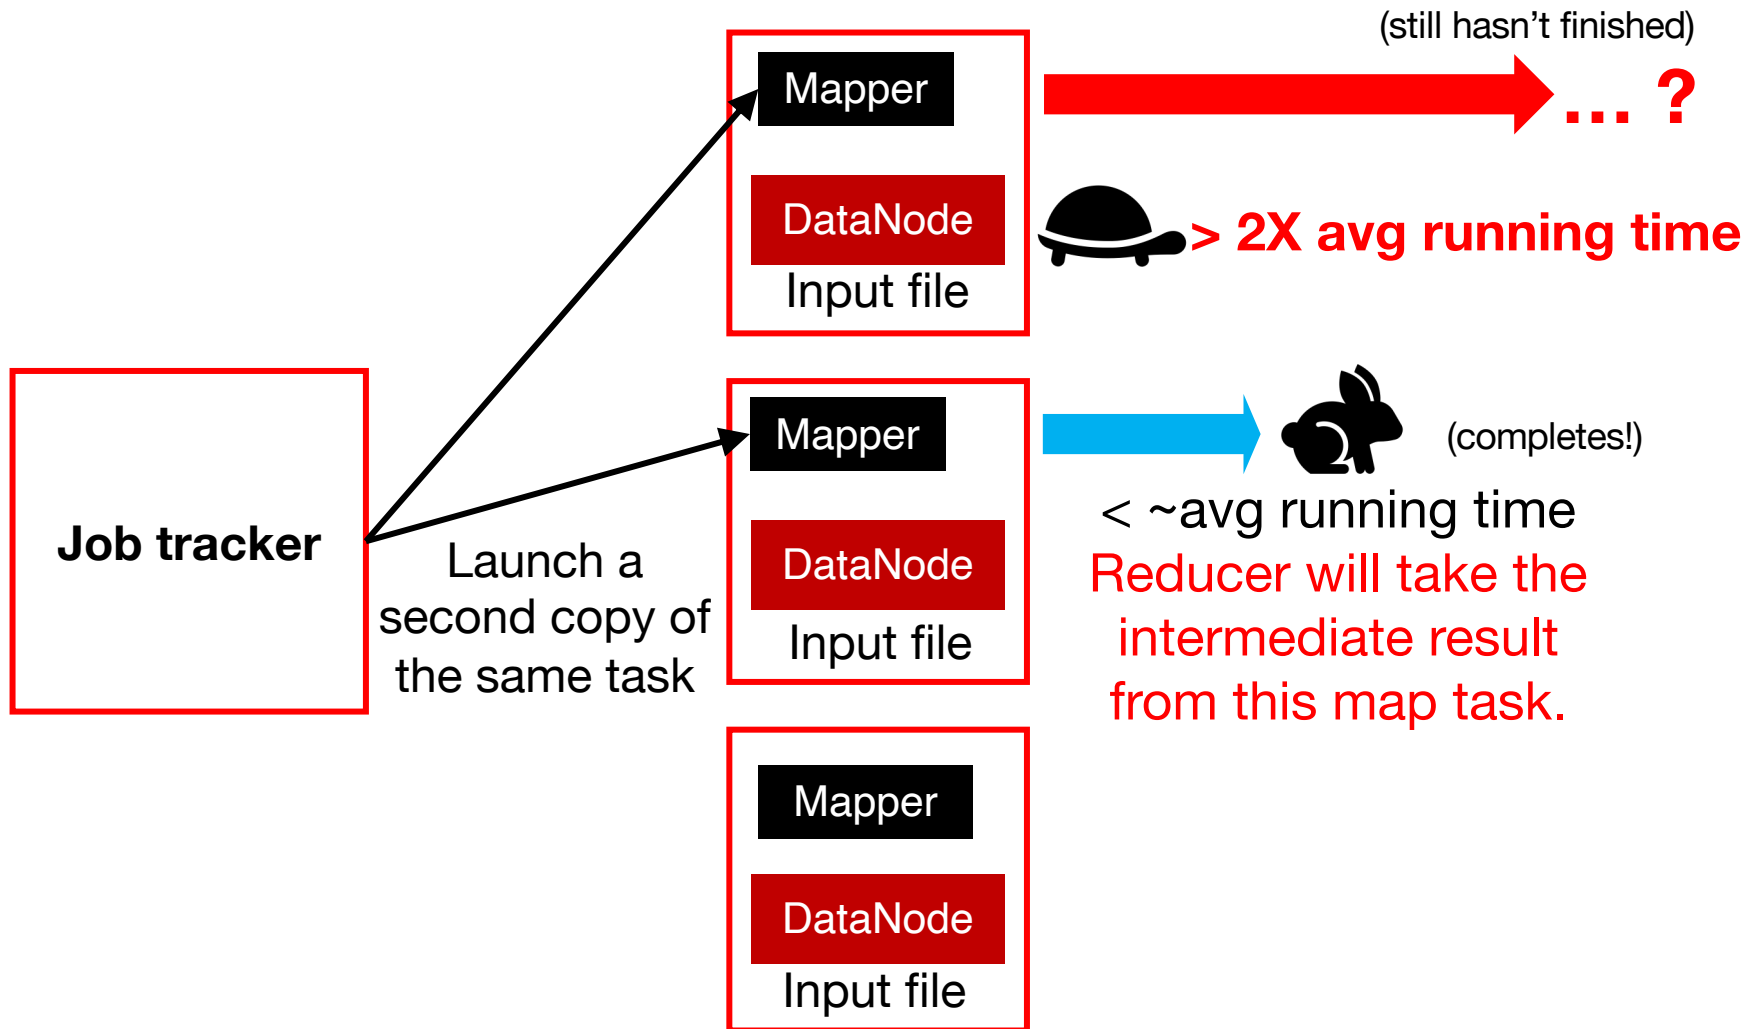 (still hasn’t finished)
Mapper
... ?
DataNode
> 2X avg running time
Input file
Job tracker
Launch a
second copy of
the same task
Mapper
(completes!)
< ~avg running time
DataNode
Reducer will take the
Input file
intermediate result
from this map task.
Mapper
DataNode
Input file